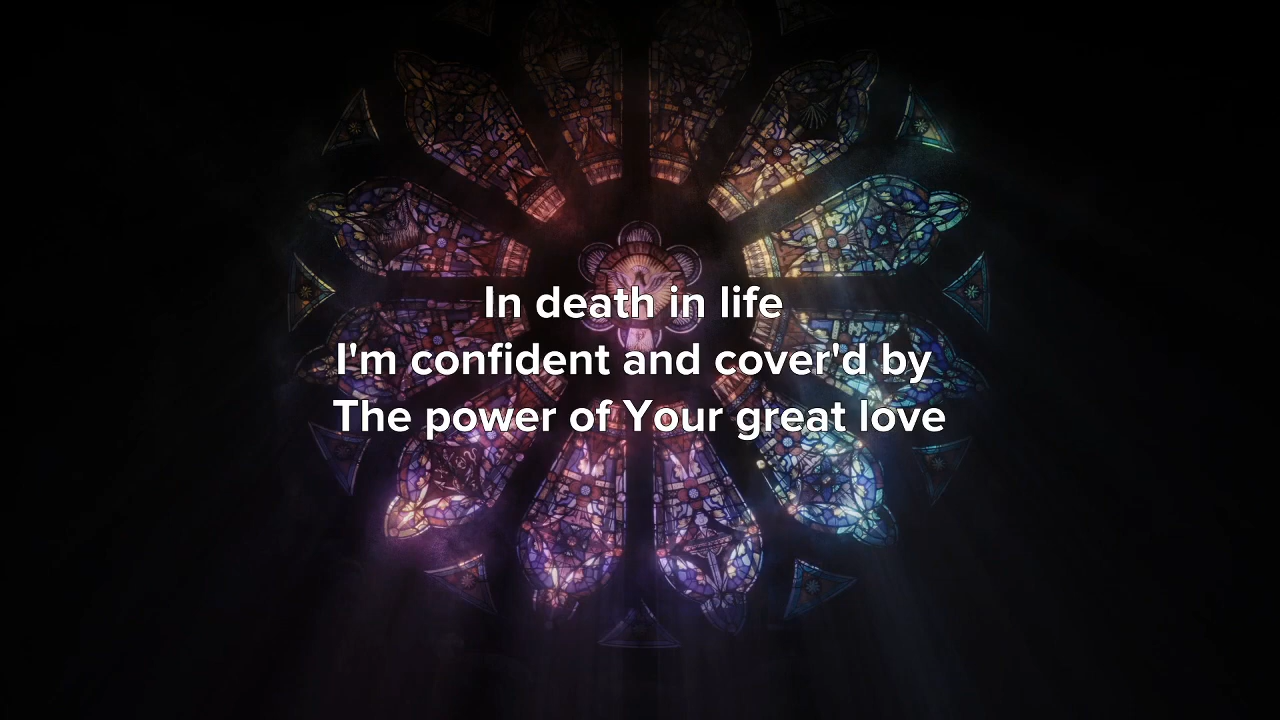 In death in life
I'm confident and cover'd by
The power of Your great love